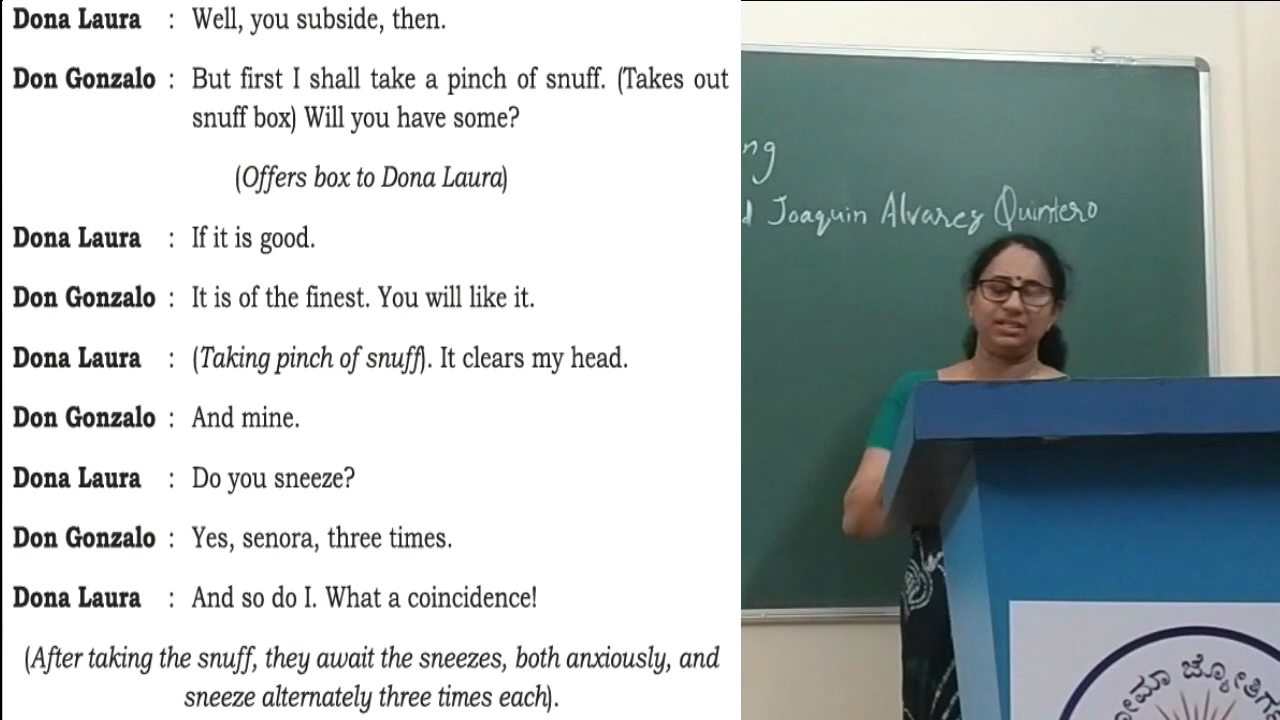 Dona Laura : Well, you subside, then.
Don Gonzalo : But first I shall take a pinch of snuff. (Takes out
snuff box) Will you have some?
(Offers box to Dona Laura)
Dona Laura : If it is good.
Don Gonzalo : It is of the finest. You will like it.
Dona Laura : (Taking pinch of snuff). It clears my head.
Don Gonzalo : And mine.
Dona Laura : Do you sneeze?
Don Gonzalo : Yes, senora, three times.
Dona Laura : And so do I. What a coincidence!
(After taking the snuff, they await the sneezes, both anxiously, and
sneeze alternately three times each).
ng
d Joaquin Alvarez Quintero